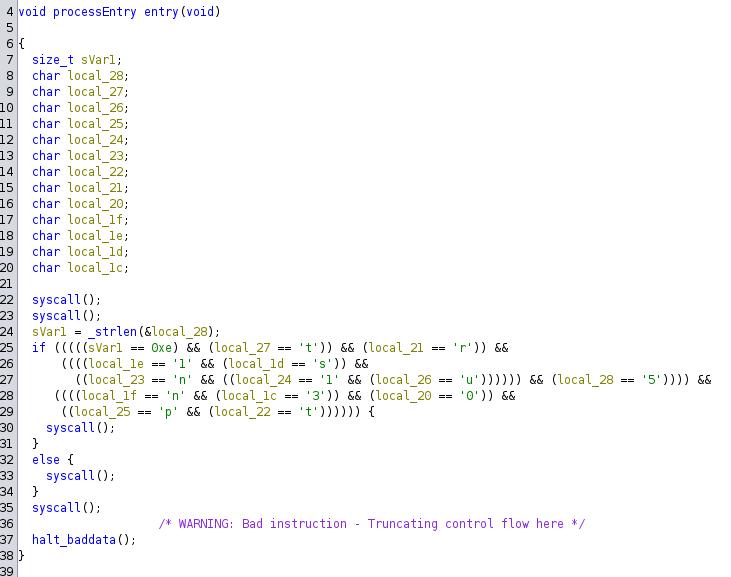 4 void processEntry entry(void)
5
6 {
7 size_t sVar1;
8 char local_28;
9 char local_27;
10 char local_26;
11 char local_25;
12 char local_24;
13 char local_23;
14 char local_22;
15 char local_21;
16 char local_20;
17 char local_1f;
18 char local_1e;
19 char local_1d;
20 char local_1c;
21
22 syscall();
23 syscall();
24 sVar1 = _strlen(&local_28);
25 if (((((sVar1 == 0xe) && (local_27 == 't')) && (local_21 == 'r')) &&
26 ((((local_1e == '1' && (local_1d == 's')) &&
27 ((local_23 == 'n' && ((local_24 == '1' && (local_26 == 'u')))))) && (local_28 == '5')))) &&
28 ((((local_1f == 'n' && (local_1c == '3')) && (local_20 == '0')) &&
29 ((local_25 == 'p' && (local_22 == 't')))))) {
30 syscall();
31 }
32 else {
33 syscall();
34 }
35 syscall();
36 /* WARNING: Bad instruction - Truncating control flow here */
37 halt_baddata();
38 }
39